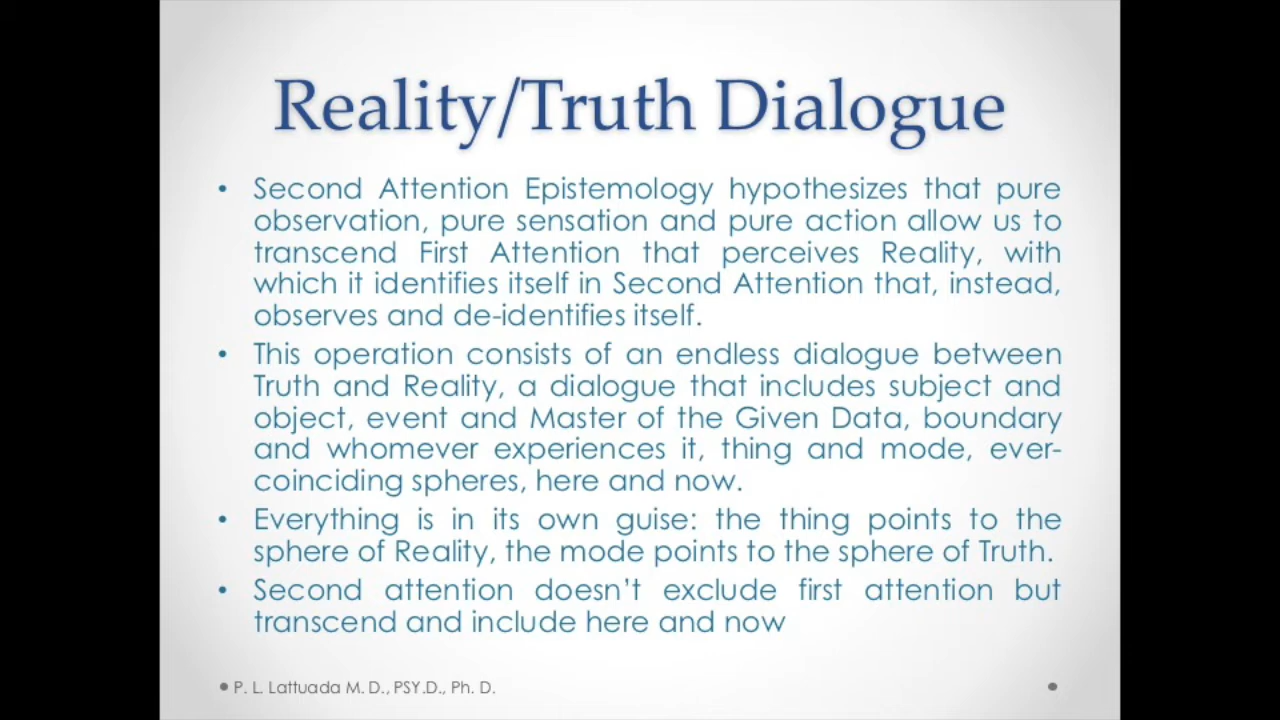 Reality/Truth Dialogue
• Second Attention Epistemology hypothesizes that pure
observation, pure sensation and pure action allow us to
transcend First Attention that perceives Reality, with
which it identifies itself in Second Attention that, instead,
observes and de-identifies itself.
• This operation consists of an endless dialogue between
Truth and Reality, a dialogue that includes subject and
object, event and Master of the Given Data, boundary
and whomever experiences it, thing and mode, ever-
coinciding spheres, here and now.
• Everything is in its own guise: the thing points to the
sphere of Reality, the mode points to the sphere of Truth.
• Second attention doesn’t exclude first attention but
transcend and include here and now
P. L. Lattuada M. D., PSY.D., Ph. D.